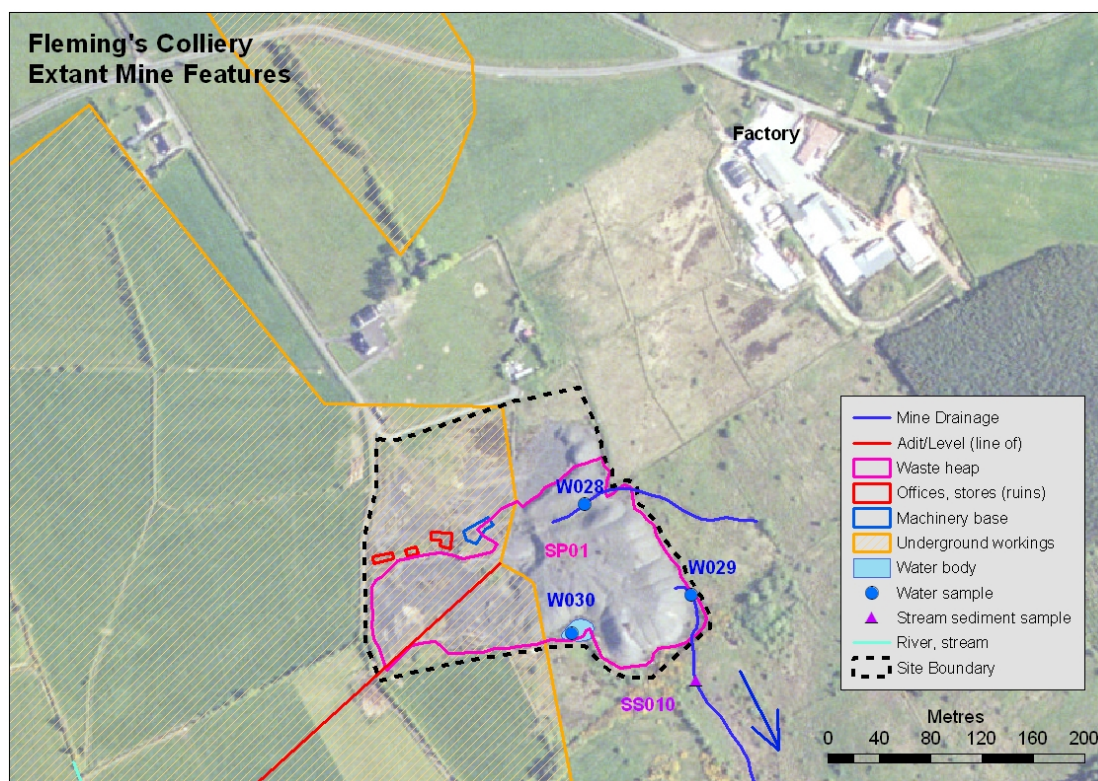 Fleming's Colliery
Extant Mine Features
Factory
W028
SP01
W029
W030
SS010
Mine Drainage
Adit/Level (line of)
Waste heap
Offices, stores (ruins)
Machinery base
Underground workings
Water body
Water sample
Stream sediment sample
River, stream
Site Boundary
Metres
0 40 80 120 160 200